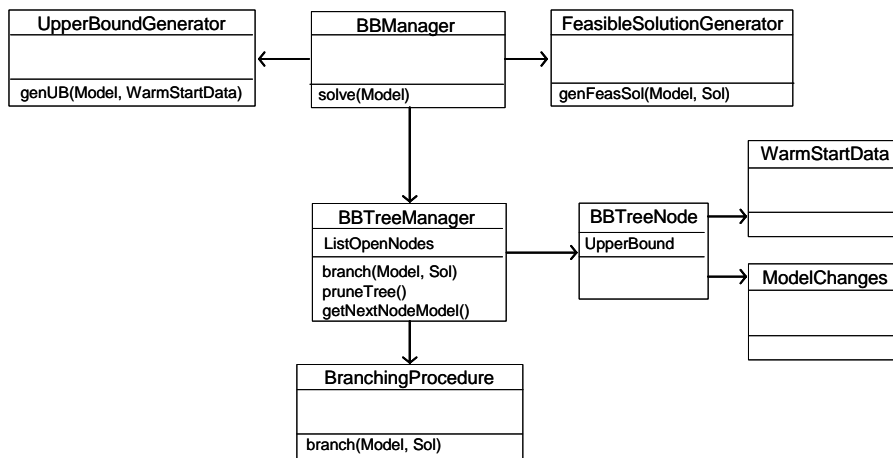 UpperBoundGenerator
genUB(Model, WarmStartData)
BBManager
solve(Model)
FeasibleSolutionGenerator
genFeasSol(Model, Sol)
BBTreeManager
ListOpenNodes
branch(Model, Sol)
pruneTree()
getNextNodeModel()
BBTreeNode
UpperBound
WarmStartData
ModelChanges
BranchingProcedure
branch(Model, Sol)